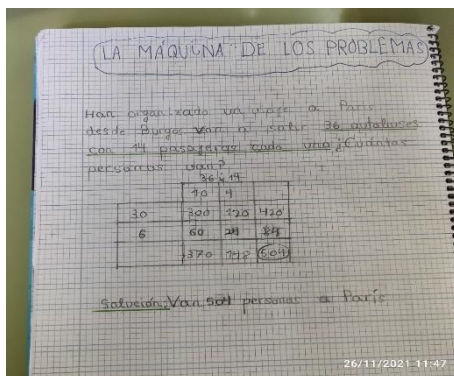 LA MÁQUINA DE LOS PROBLEMAS
Han organizado un viaje a París
desde Burgos van a salir 36 autobuses
con 14 pasajeros cada uno ¿Cuántas
personas van?
36 x 14
10 4
30 300 120 420
6 60 24 84
370 148 504
Solución: Van 504 personas a París
26/11/2021 11:47